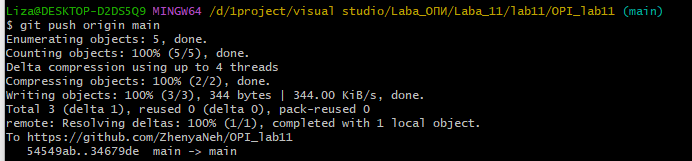 Liza@DESKTOP-D2DS5Q9 MINGW64 /d/1project/visual studio/Laba_ОПИ/Laba_11/lab11/OPI_lab11 (main)
$ git push origin main
Enumerating objects: 5, done.
Counting objects: 100% (5/5), done.
Delta compression using up to 4 threads
Compressing objects: 100% (2/2), done.
Writing objects: 100% (3/3), 344 bytes | 344.00 KiB/s, done.
Total 3 (delta 1), reused 0 (delta 0), pack-reused 0
remote: Resolving deltas: 100% (1/1), completed with 1 local object.
To https://github.com/ZhenyaNeh/OPI_lab11
   54549ab..34679de  main -> main